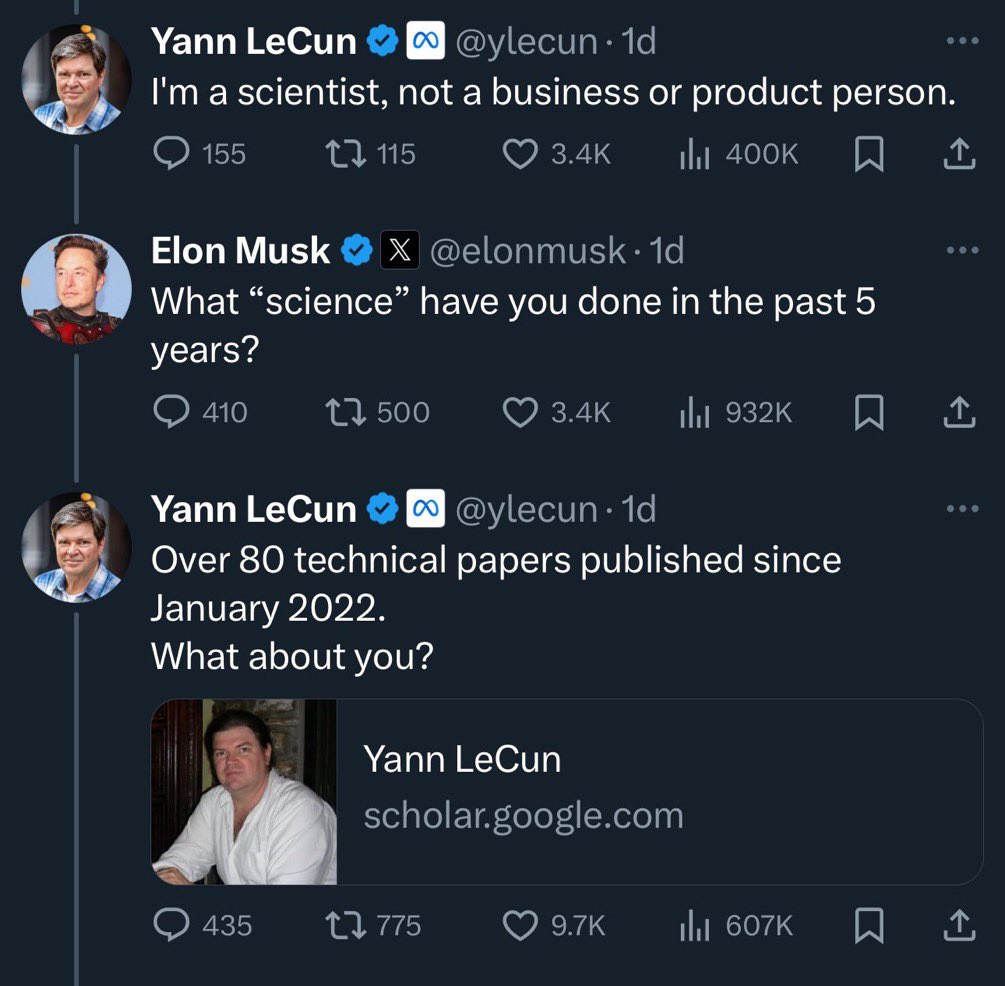 Yann LeCun @ylecun · 1d
I'm a scientist, not a business or product person.
155 115 3.4K 400K
Elon Musk X @elonmusk · 1d
What “science” have you done in the past 5
years?
410 500 3.4K 932K
Yann LeCun @ylecun · 1d
Over 80 technical papers published since
January 2022.
What about you?
Yann LeCun
scholar.google.com
435 775 9.7K 607K